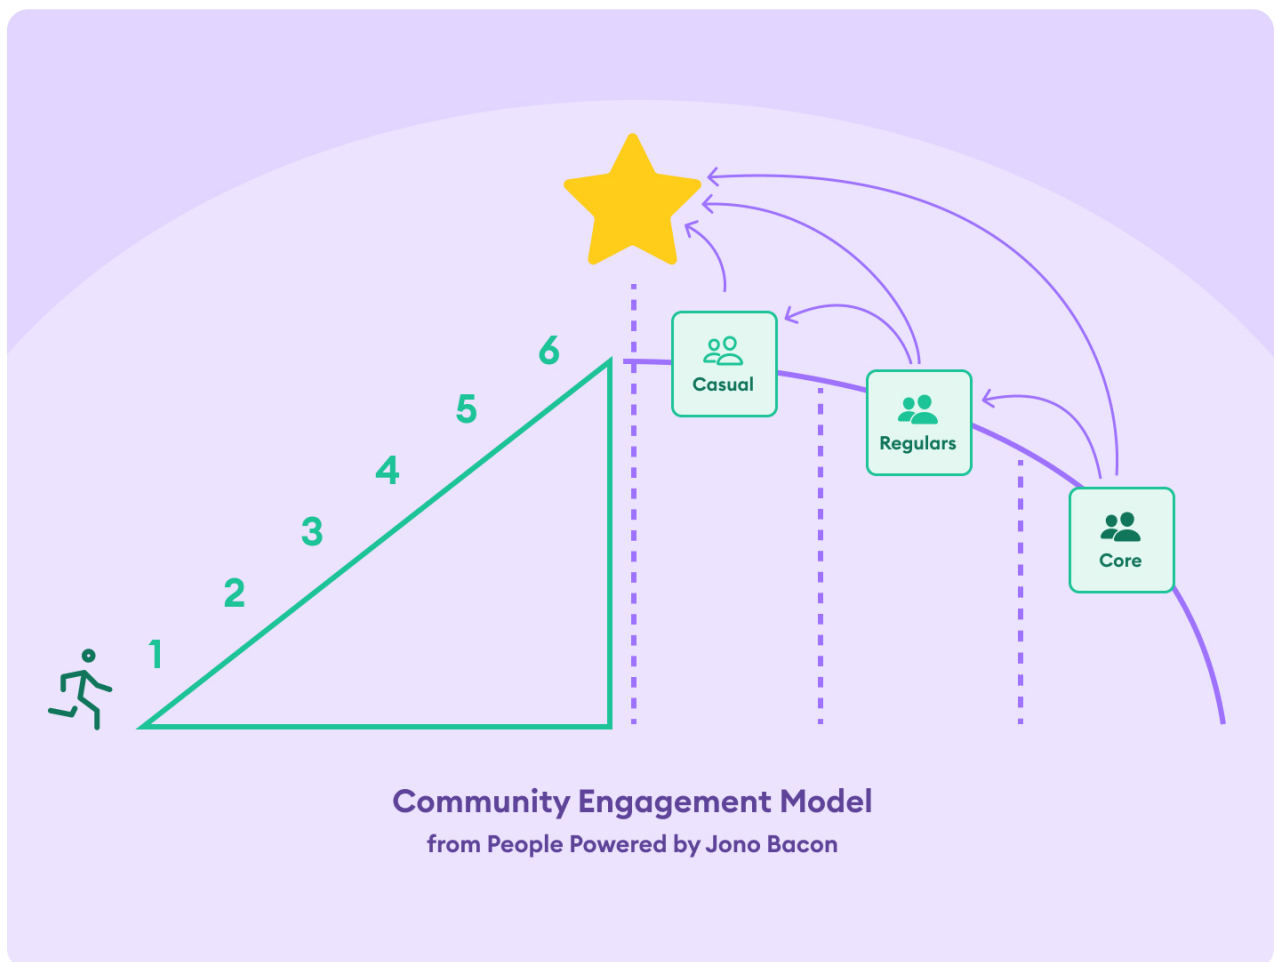 6
5
4
3
2
1
Casual
Regulars
Core
Community Engagement Model
from People Powered by Jono Bacon